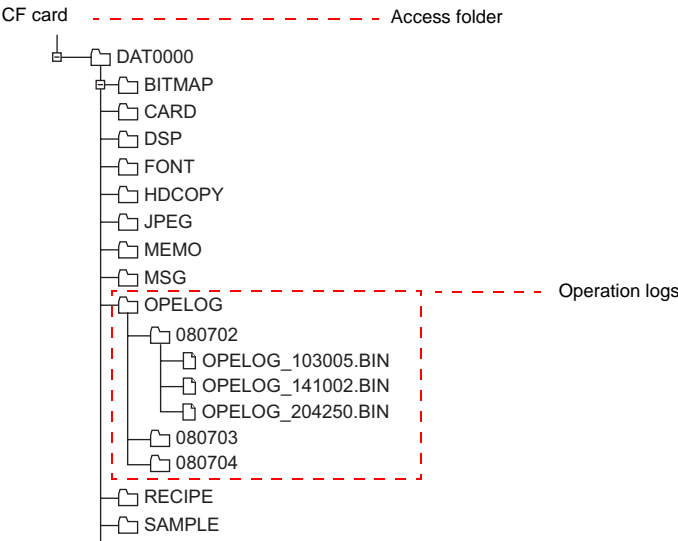 CF card
Access folder
DAT0000
BITMAP
CARD
DSP
FONT
HDCOPY
JPEG
MEMO
MSG
Operation logs
OPELOG
080702
OPELOG_103005.BIN
OPELOG_141002.BIN
OPELOG_204250.BIN
080703
080704
RECIPE
SAMPLE